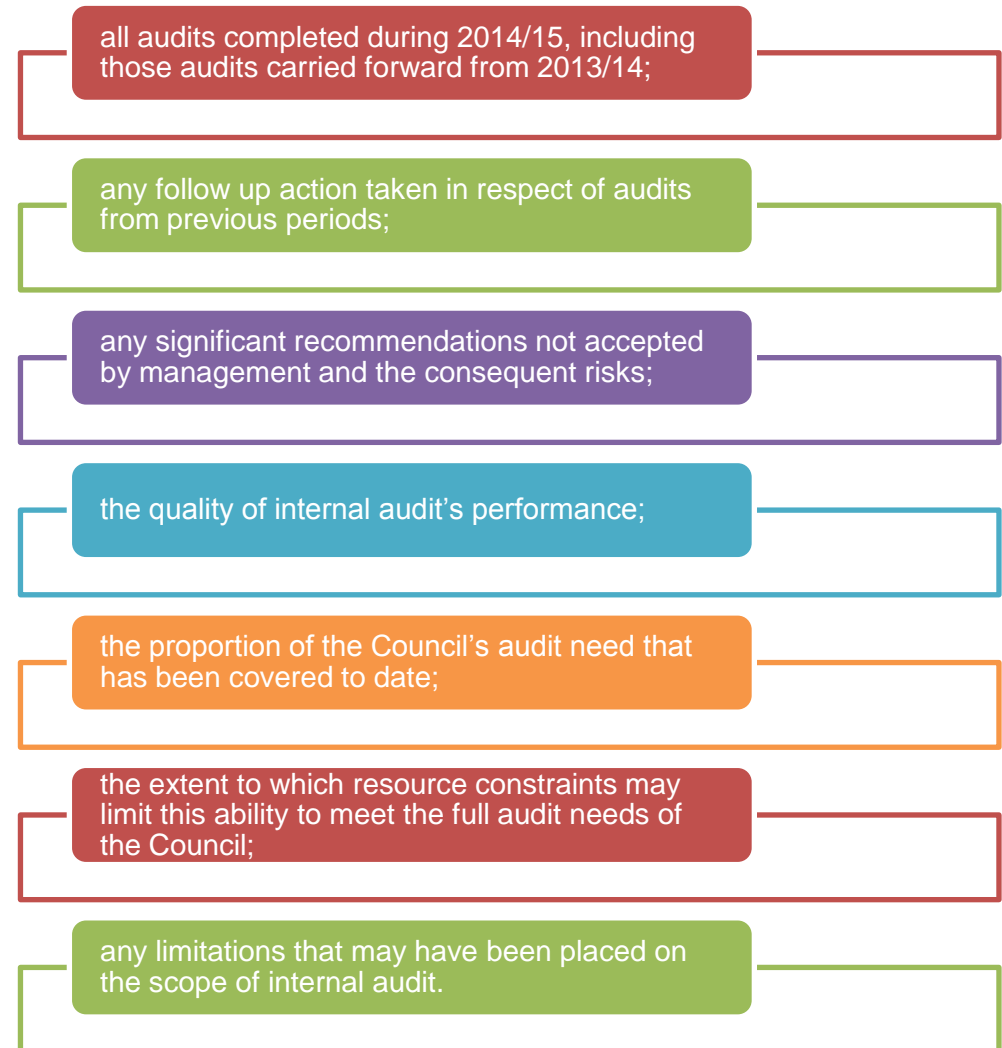 all audits completed during 2014/15, including
those audits carried forward from 2013/14;
any follow up action taken in respect of audits
from previous periods;
any significant recommendations not accepted
by management and the consequent risks;
the quality of internal audit’s performance;
the proportion of the Council’s audit need that
has been covered to date;
the extent to which resource constraints may
limit this ability to meet the full audit needs of
the Council;
any limitations that may have been placed on
the scope of internal audit.